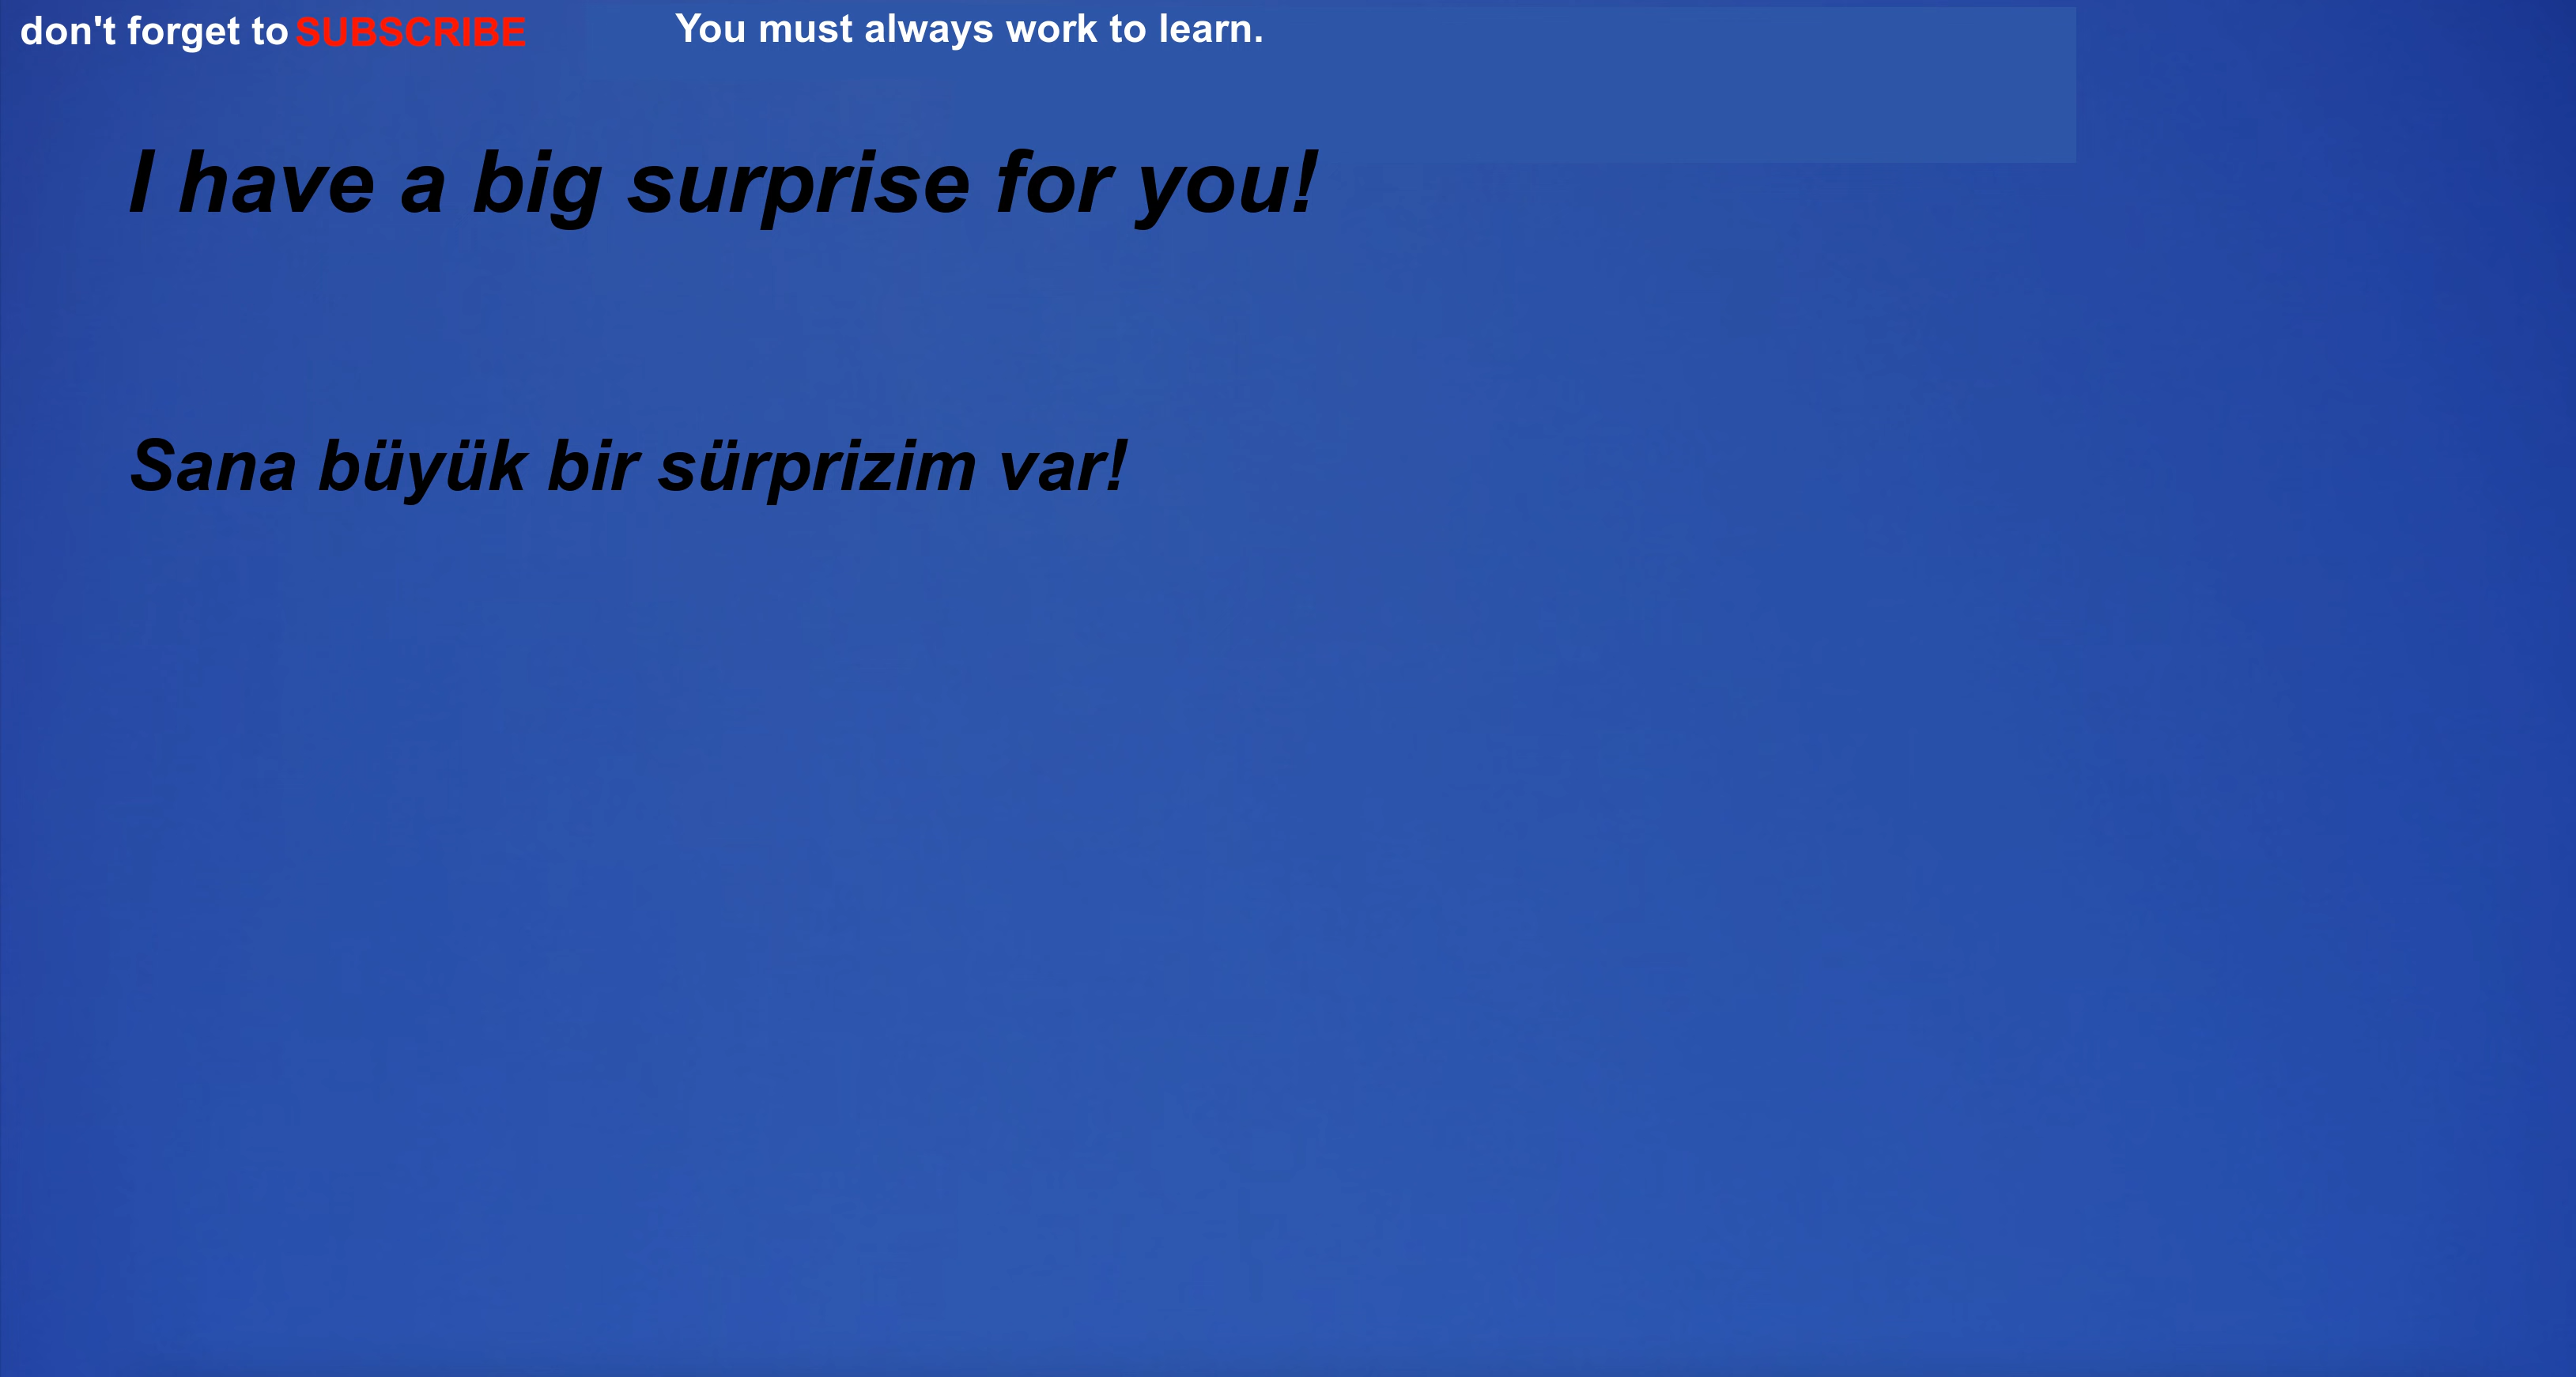 don't forget to SUBSCRIBE
You must always work to learn.
I have a big surprise for you!
Sana büyük bir sürprizim var!